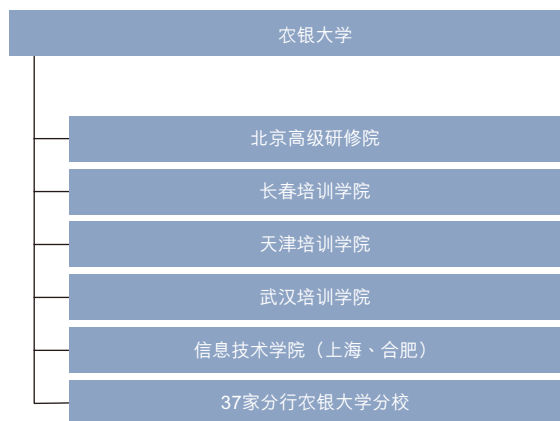 农银大学
北京高级研修院
长春培训学院
天津培训学院
武汉培训学院
信息技术学院（上海、合肥）
37家分行农银大学分校